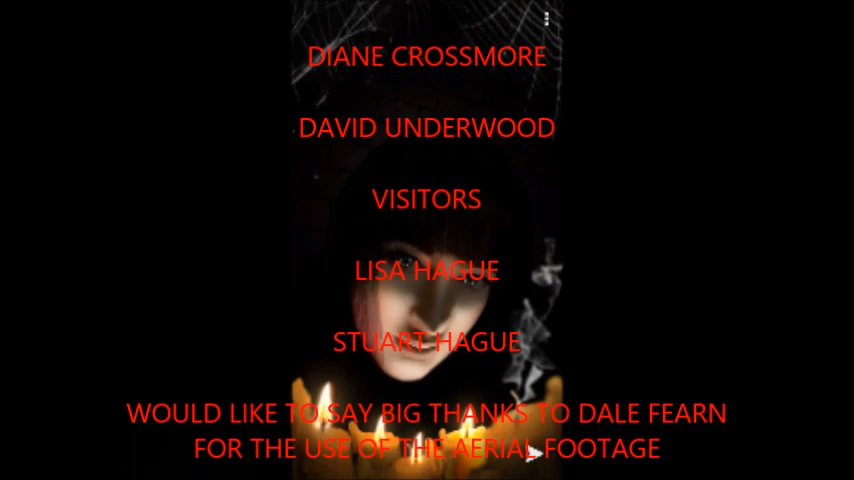 DIANE CROSSMORE
DAVID UNDERWOOD
VISITORS
LISA HAGUE
STUART HAGUE
WOULD LIKE TO SAY BIG THANKS TO DALE FEARN
FOR THE USE OF THE AERIAL FOOTAGE